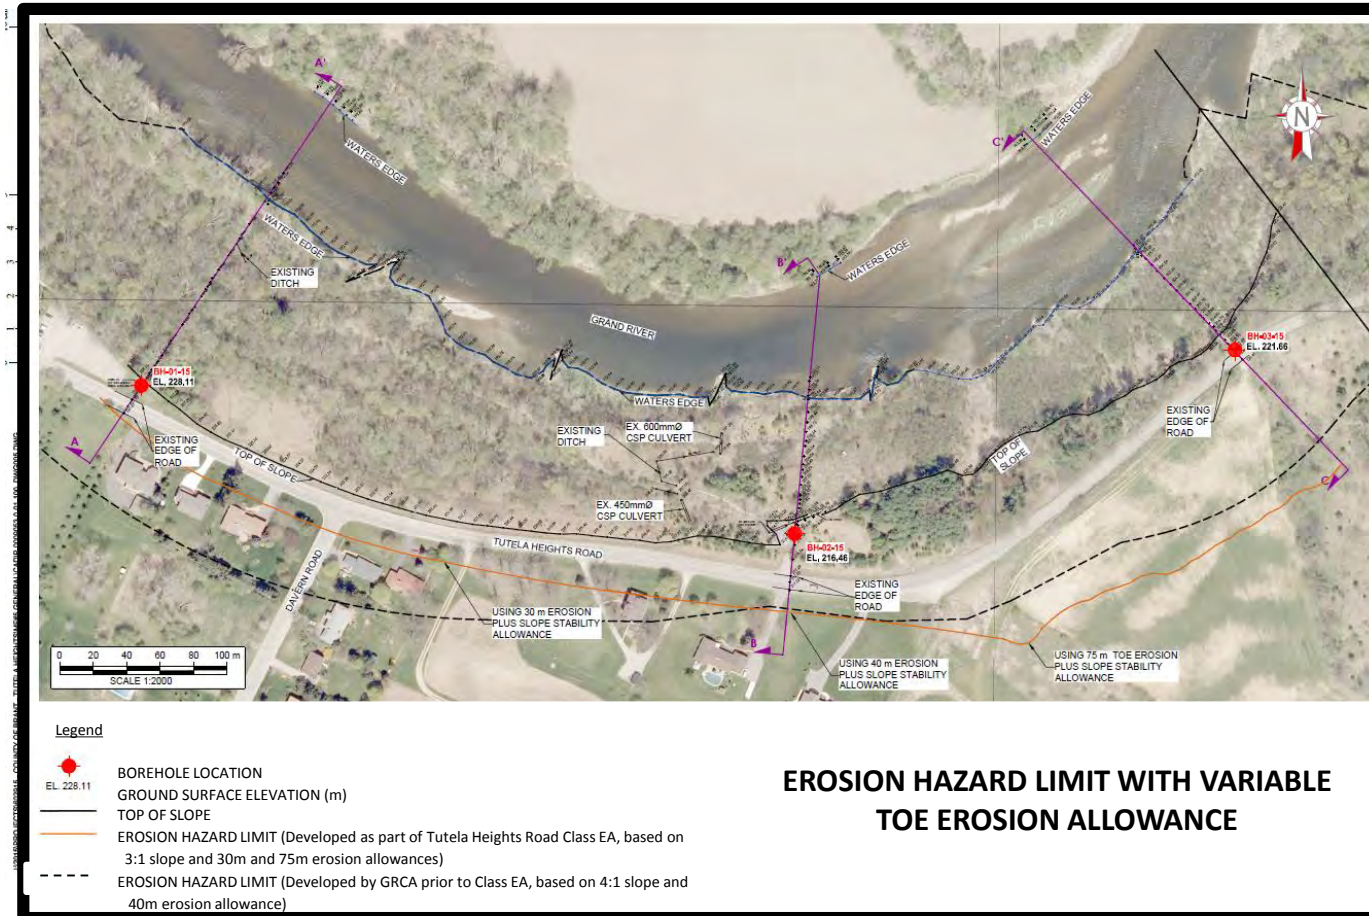 A'
WATERS EDGE
WATERS EDGE
C'
N
WATERS EDGE
EXISTING
DITCH
B'
WATERS EDGE
GRAND RIVER
BH-01-15
EL. 228.11
BH-03-15
EL. 221.66
WATERS EDGE
EXISTING
EDGE OF
ROAD
A
EXISTING
EDGE OF
ROAD
EXISTING
DITCH
EX. 600mmØ
CSP CULVERT
TOP OF SLOPE
TOP OF
SLOPE
C
EX. 450mmØ
CSP CULVERT
TUTELA HEIGHTS ROAD
BH-02-15
EL. 216.46
DAVERN ROAD
EXISTING
EDGE OF
ROAD
USING 30 m EROSION
PLUS SLOPE STABILITY
ALLOWANCE
B
USING 40 m EROSION
PLUS SLOPE STABILITY
ALLOWANCE
USING 75 m TOE EROSION
PLUS SLOPE STABILITY
ALLOWANCE
0 20 40 60 80 100 m
SCALE 1:2000
Legend
BOREHOLE LOCATION
EL. 228.11
GROUND SURFACE ELEVATION (m)
TOP OF SLOPE
EROSION HAZARD LIMIT (Developed as part of Tutela Heights Road Class EA, based on
3:1 slope and 30m and 75m erosion allowances)
EROSION HAZARD LIMIT (Developed by GRCA prior to Class EA, based on 4:1 slope and
40m erosion allowance)
EROSION HAZARD LIMIT WITH VARIABLE
TOE EROSION ALLOWANCE